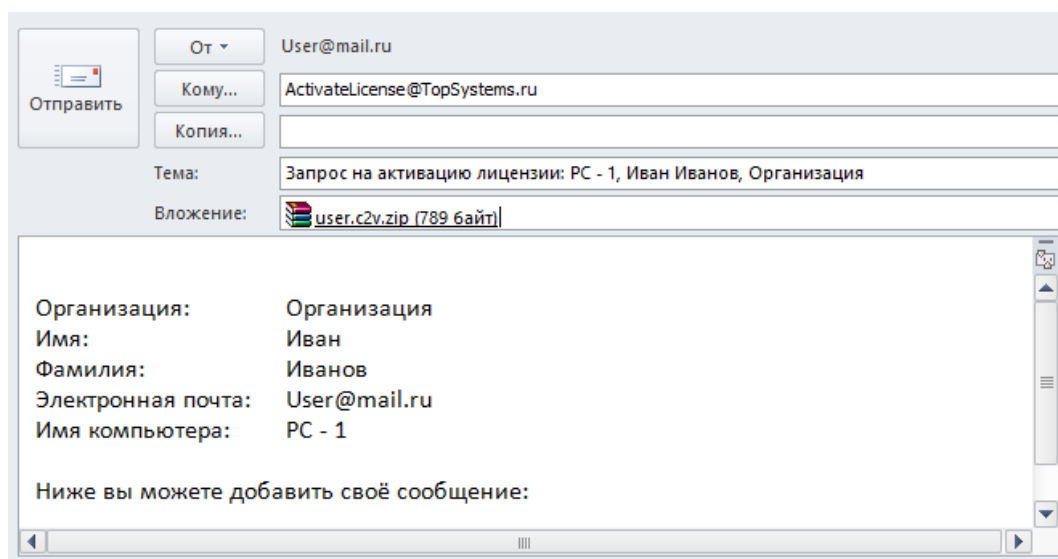 От
User@mail.ru
Отправить
Кому...
ActivateLicense@TopSystems.ru
Копия...
Тема:
Запрос на активацию лицензии: PC - 1, Иван Иванов, Организация
Вложение:
user.c2v.zip (789 байт)
Организация: Организация
Имя: Иван
Фамилия: Иванов
Электронная почта: User@mail.ru
Имя компьютера: PC - 1
Ниже вы можете добавить своё сообщение: